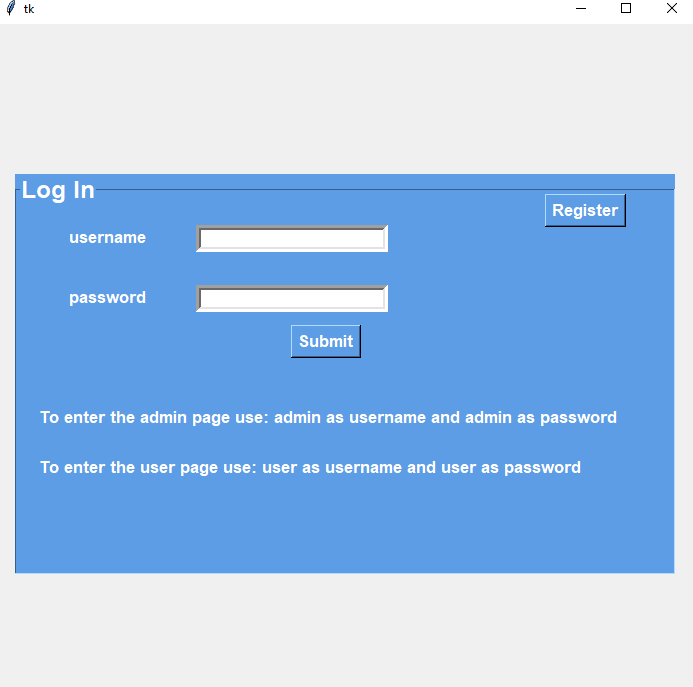 tk
Log In
Register
username
password
Submit
To enter the admin page use: admin as username and admin as password
To enter the user page use: user as username and user as password